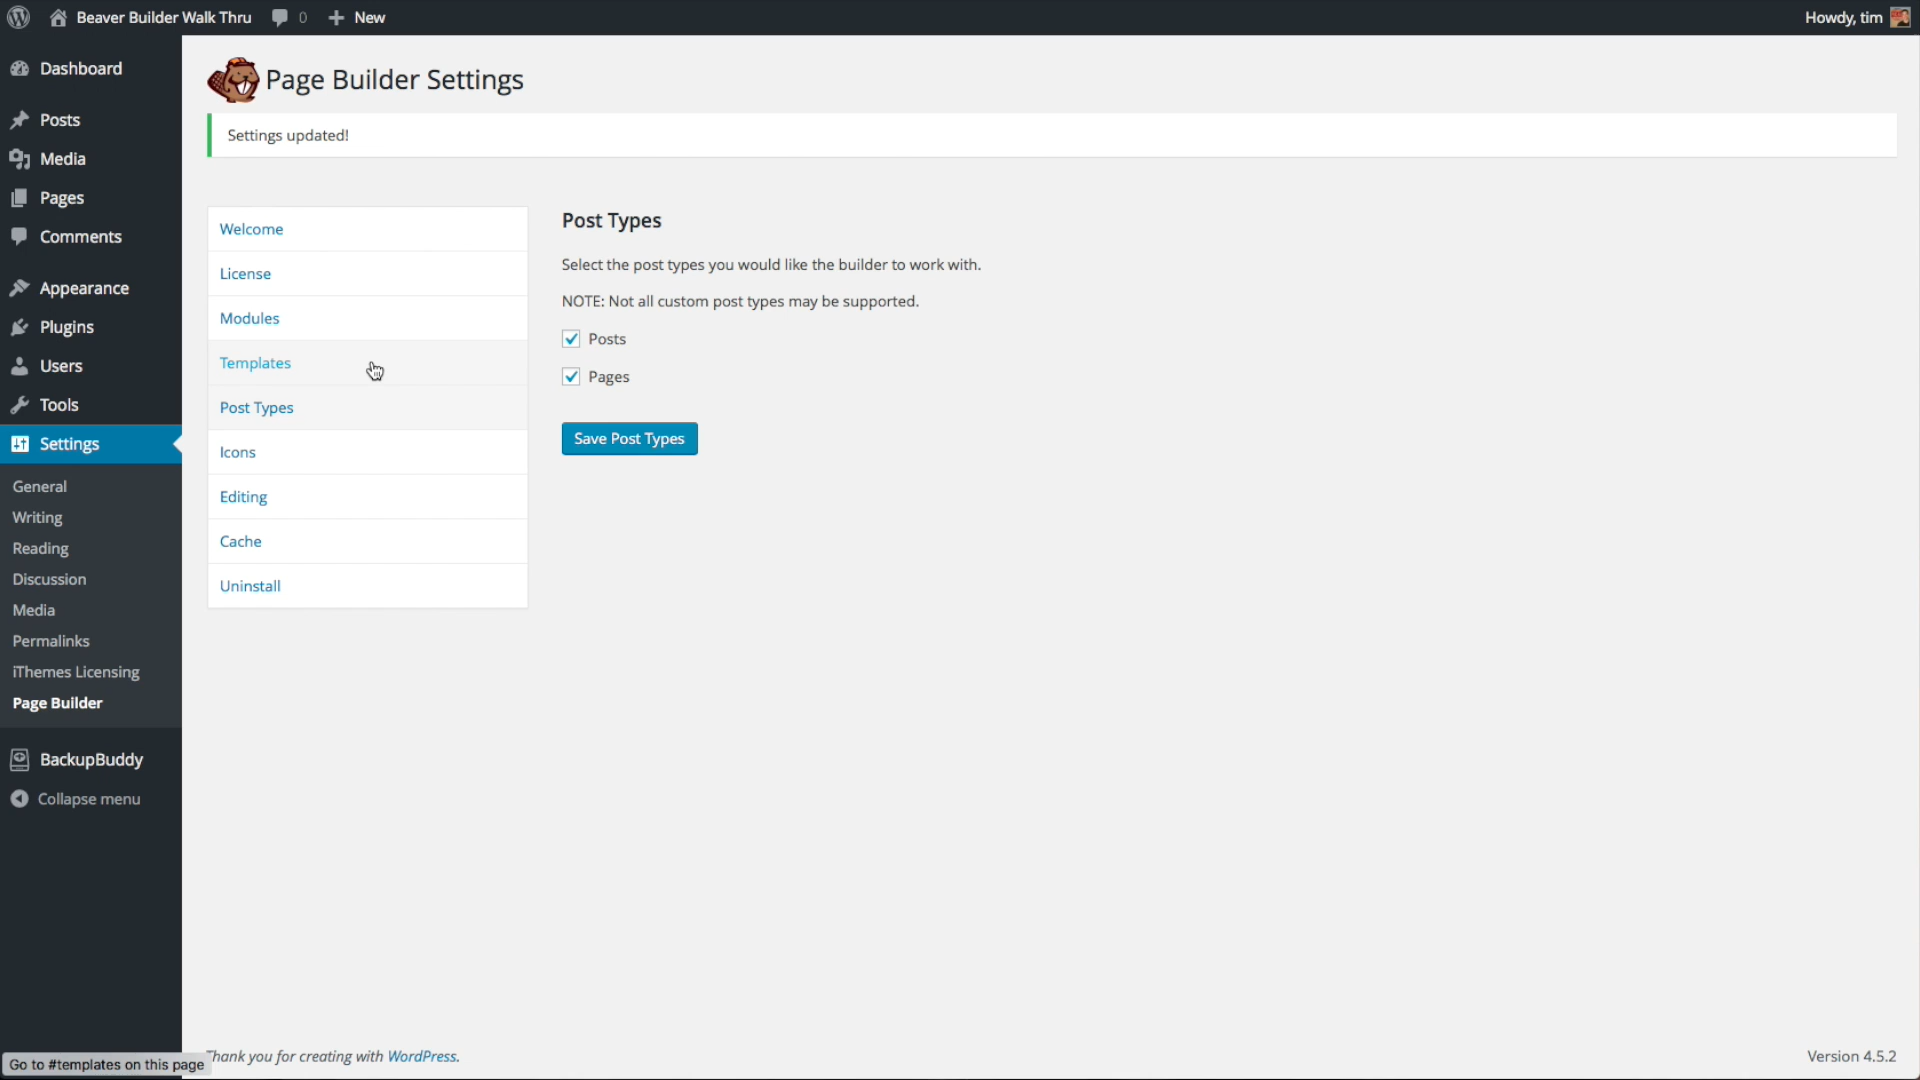 Beaver Builder Walk Thru
0
New
Howdy, tim
Dashboard
Posts
Media
Pages
Comments
Appearance
Plugins
Users
Tools
Settings
General
Writing
Reading
Discussion
Media
Permalinks
iThemes Licensing
Page Builder
BackupBuddy
Collapse menu
Page Builder Settings
Settings updated!
Welcome
License
Modules
Templates
Post Types
Icons
Editing
Cache
Uninstall
Post Types
Select the post types you would like the builder to work with.
NOTE: Not all custom post types may be supported.
Posts
Pages
Save Post Types
Go to #templates on this page
Thank you for creating with WordPress.
Version 4.5.2